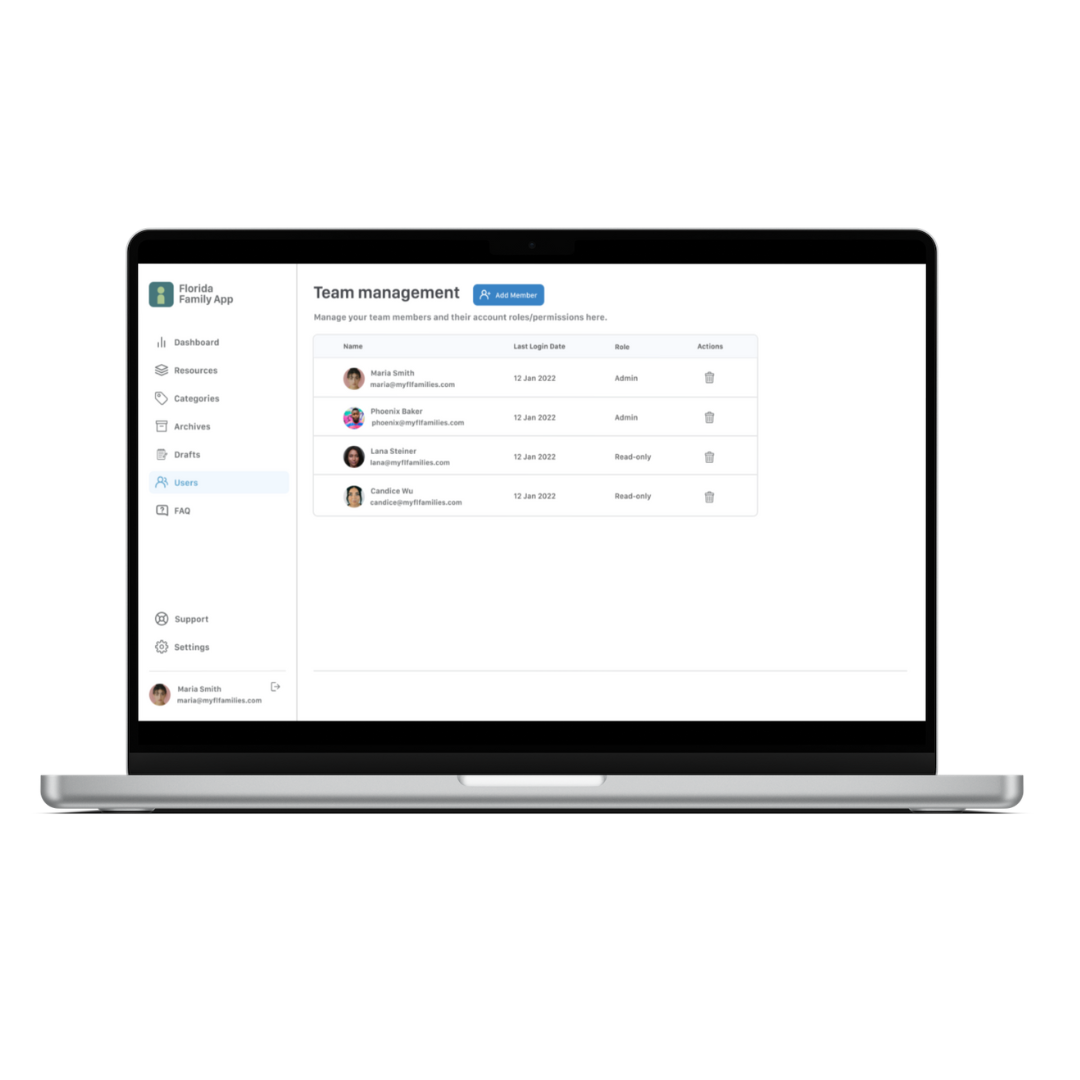 Florida
Family App
Dashboard
Resources
Categories
Archives
Drafts
Users
FAQ
Support
Settings
Maria Smith
maria@myflfamilies.com
Team management
Add Member
Manage your team members and their account roles/permissions here.
Name Last Login Date Role Actions
Maria Smith
maria@myflfamilies.com
12 Jan 2022 Admin
Phoenix Baker
phoenix@myflfamilies.com
12 Jan 2022 Admin
Lana Steiner
lana@myflfamilies.com
12 Jan 2022 Read-only
Candice Wu
candice@myflfamilies.com
12 Jan 2022 Read-only